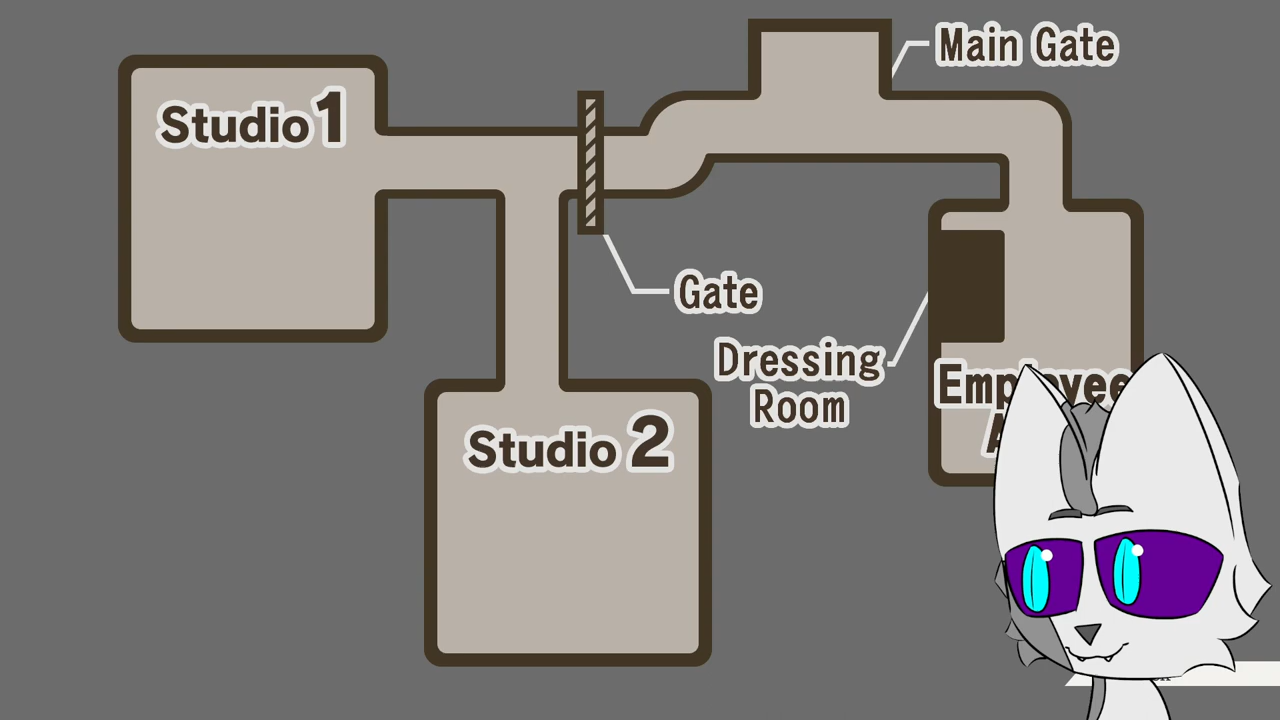 Main Gate
Studio 1
Gate
Dressing
Room
Studio 2